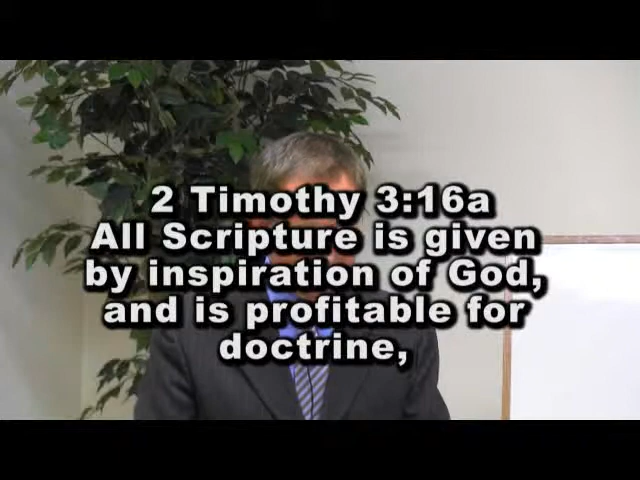 2 Timothy 3:16a
All Scripture is given
by inspiration of God,
and is profitable for
doctrine,